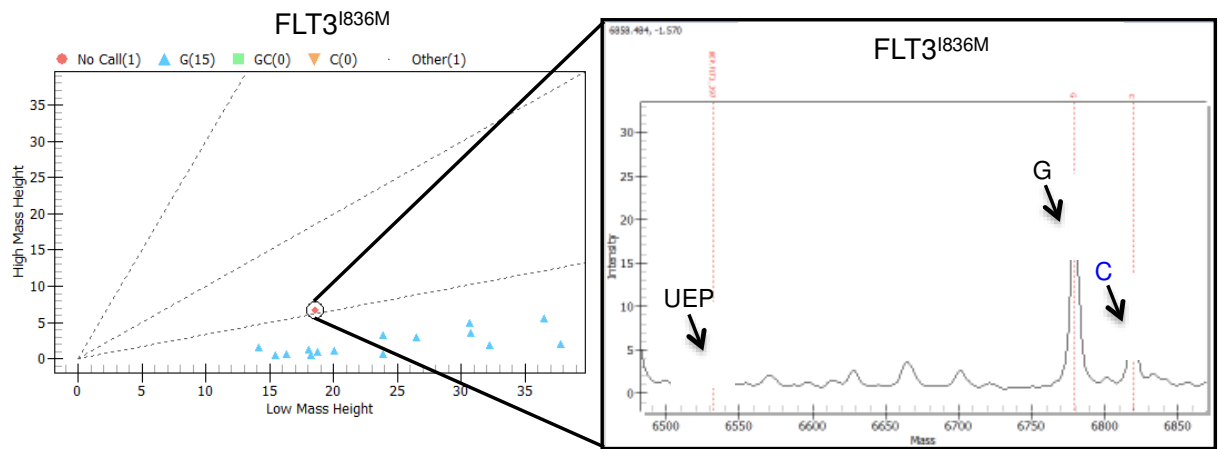 FLT3I836M
No Call(1) G(15) GC(0) C(0) Other(1)
High Mass Height
35
30
25
20
15
10
5
0
0 5 10 15 20 25 30 35
Low Mass Height
FLT3I836M
G
C
UEP
Intensity
30
25
20
15
10
5
0
6500 6550 6600 6650 6700 6750 6800 6850
Mass
G
C